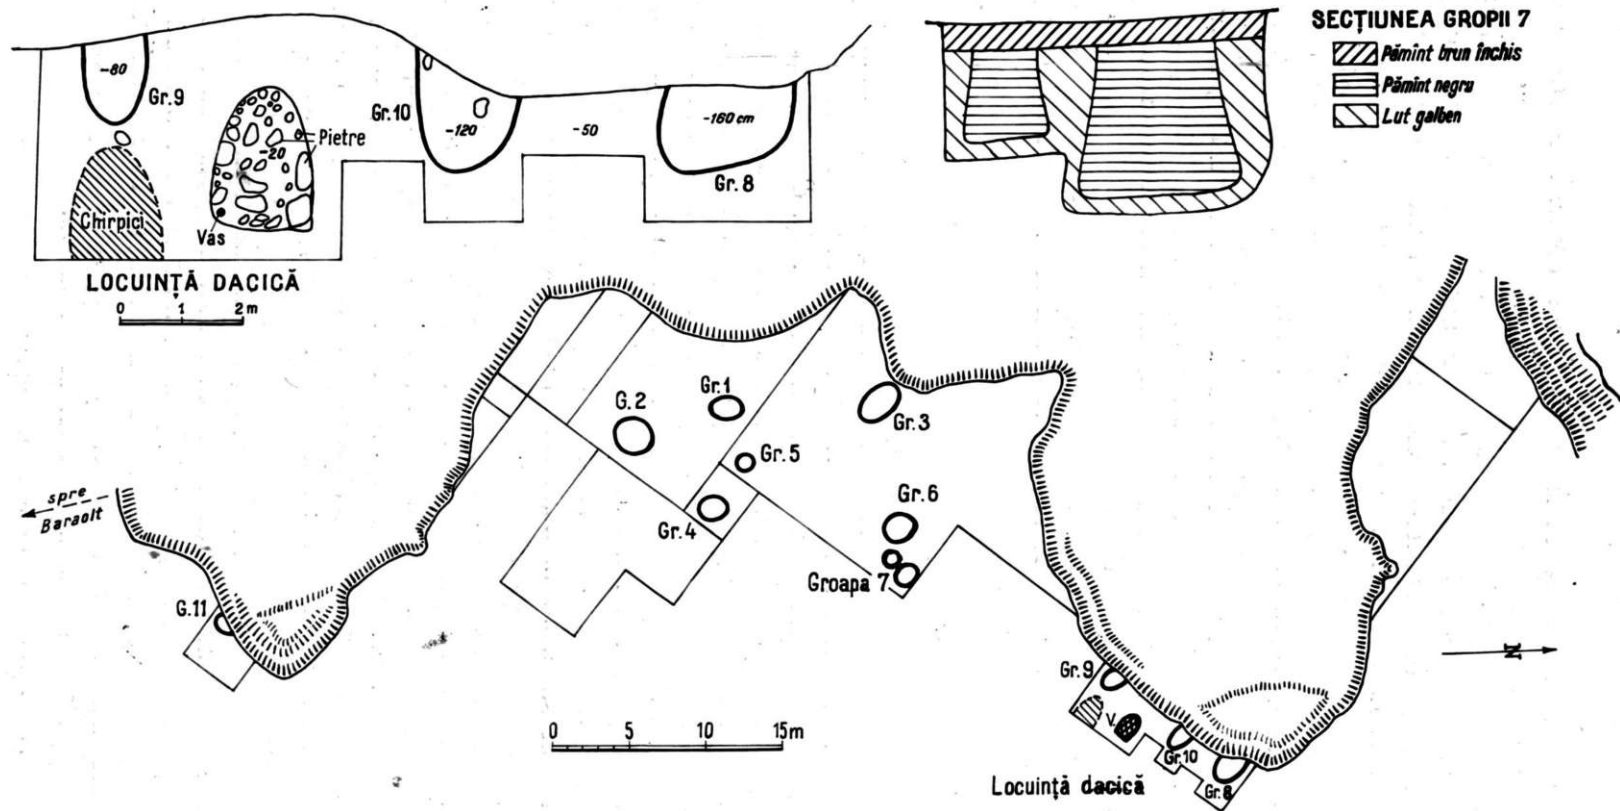 -80
Gr.9
Chirpici
-20
Pietre
Vas
Gr.10
-120
-50
-160 cm
Gr. 8
LOCUINȚĂ DACICĂ
0 1 2 m
SECȚIUNEA GROPII 7
Pămînt brun închis
Pămînt negru
Lut galben
spre
Baraolt
G.11
G.2
Gr.1
Gr.3
Gr.5
Gr.4
Gr.6
Groapa 7
0 5 10 15 m
Gr.9
V.
Gr.10
Gr.8
Locuință dacică
N